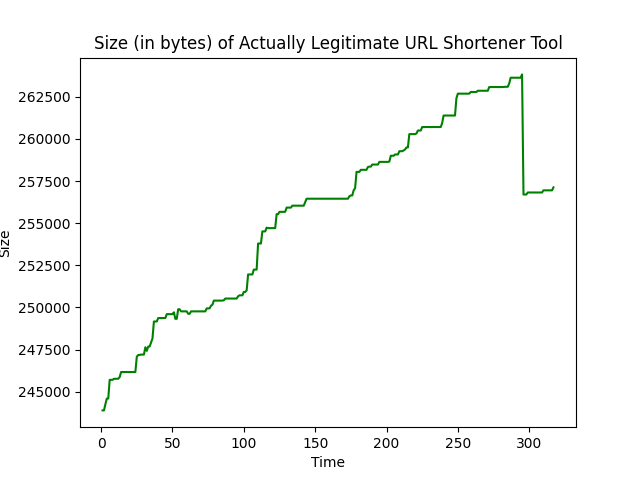 Size (in bytes) of Actually Legitimate URL Shortener Tool
262500
260000
257500
255000
252500
250000
247500
245000
Size
0 50 100 150 200 250 300
Time